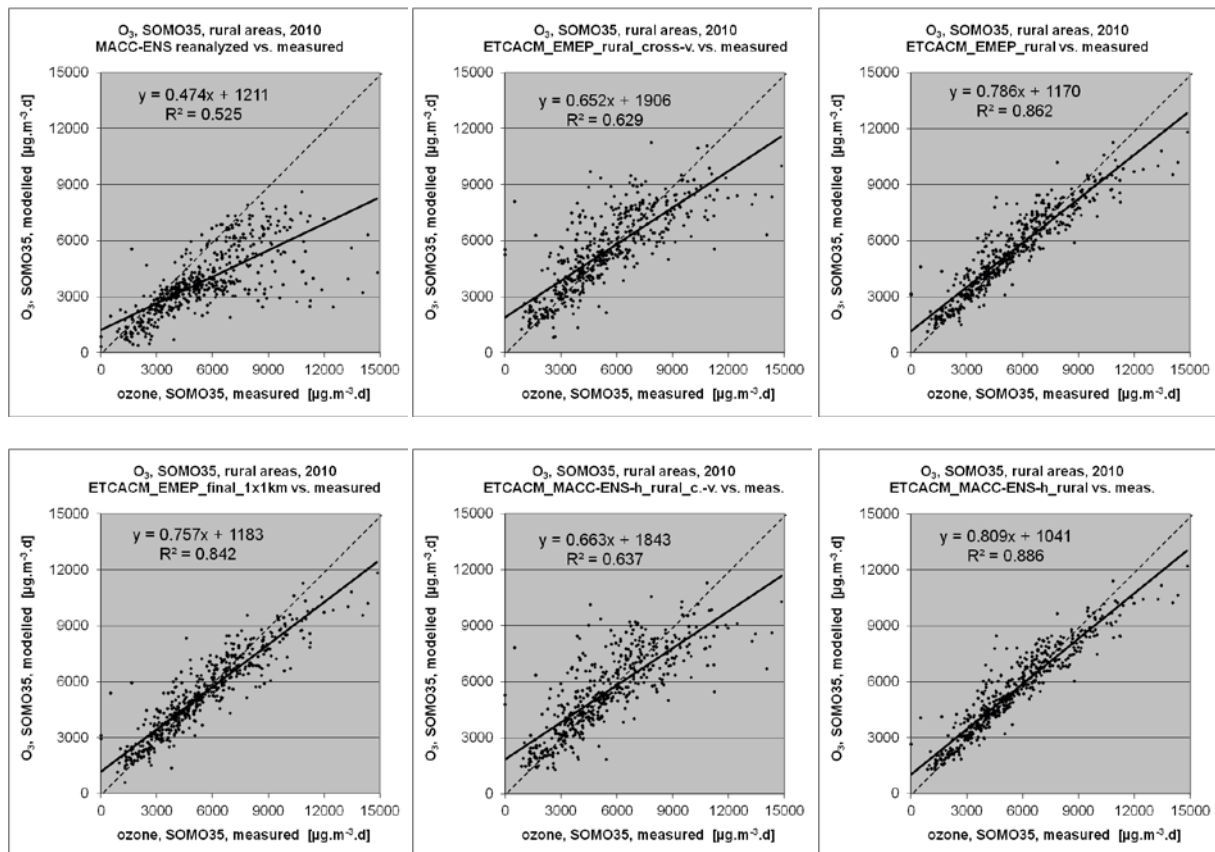 O₃, SOMO35, rural areas, 2010
MACC-ENS reanalyzed vs. measured
y = 0.474x + 1211
R² = 0.525
O₃, SOMO35, modelled [µg.m⁻³.d]
15000
12000
9000
6000
3000
0
0 3000 6000 9000 12000 15000
ozone, SOMO35, measured [µg.m⁻³.d]
O₃, SOMO35, rural areas, 2010
ETCACM_EMEP_rural_cross-v. vs. measured
y = 0.652x + 1906
R² = 0.629
O₃, SOMO35, modelled [µg.m⁻³.d]
15000
12000
9000
6000
3000
0
0 3000 6000 9000 12000 15000
ozone, SOMO35, measured [µg.m⁻³.d]
O₃, SOMO35, rural areas, 2010
ETCACM_EMEP_rural vs. measured
y = 0.786x + 1170
R² = 0.862
O₃, SOMO35, modelled [µg.m⁻³.d]
15000
12000
9000
6000
3000
0
0 3000 6000 9000 12000 15000
ozone, SOMO35, measured [µg.m⁻³.d]
O₃, SOMO35, rural areas, 2010
ETCACM_EMEP_final_1x1km vs. measured
y = 0.757x + 1183
R² = 0.842
O₃, SOMO35, modelled [µg.m⁻³.d]
15000
12000
9000
6000
3000
0
0 3000 6000 9000 12000 15000
ozone, SOMO35, measured [µg.m⁻³.d]
O₃, SOMO35, rural areas, 2010
ETCACM_MACC-ENS-h_rural_c.-v. vs. meas.
y = 0.663x + 1843
R² = 0.637
O₃, SOMO35, modelled [µg.m⁻³.d]
15000
12000
9000
6000
3000
0
0 3000 6000 9000 12000 15000
ozone, SOMO35, measured [µg.m⁻³.d]
O₃, SOMO35, rural areas, 2010
ETCACM_MACC-ENS-h_rural vs. meas.
y = 0.809x + 1041
R² = 0.886
O₃, SOMO35, modelled [µg.m⁻³.d]
15000
12000
9000
6000
3000
0
0 3000 6000 9000 12000 15000
ozone, SOMO35, measured [µg.m⁻³.d]